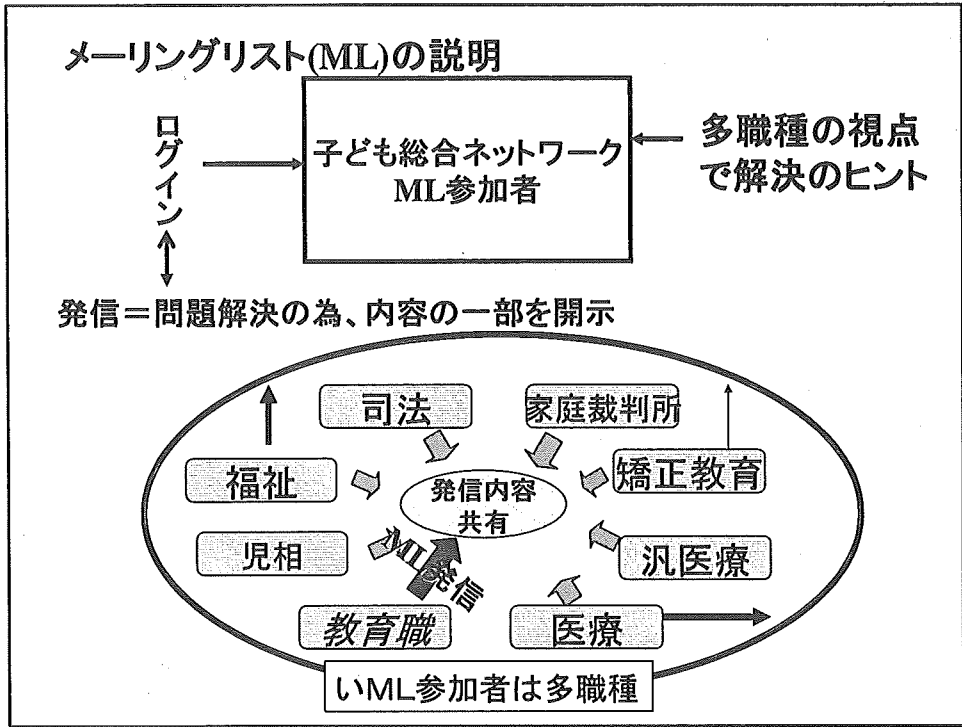 メーリングリスト(ML)の説明
ログイン
子ども総合ネットワーク
ML参加者
多職種の視点
で解決のヒント
発信＝問題解決の為、内容の一部を開示
司法
家庭裁判所
福祉
矯正教育
発信内容
共有
児相
ML発信
汎医療
教育職
医療
いML参加者は多職種